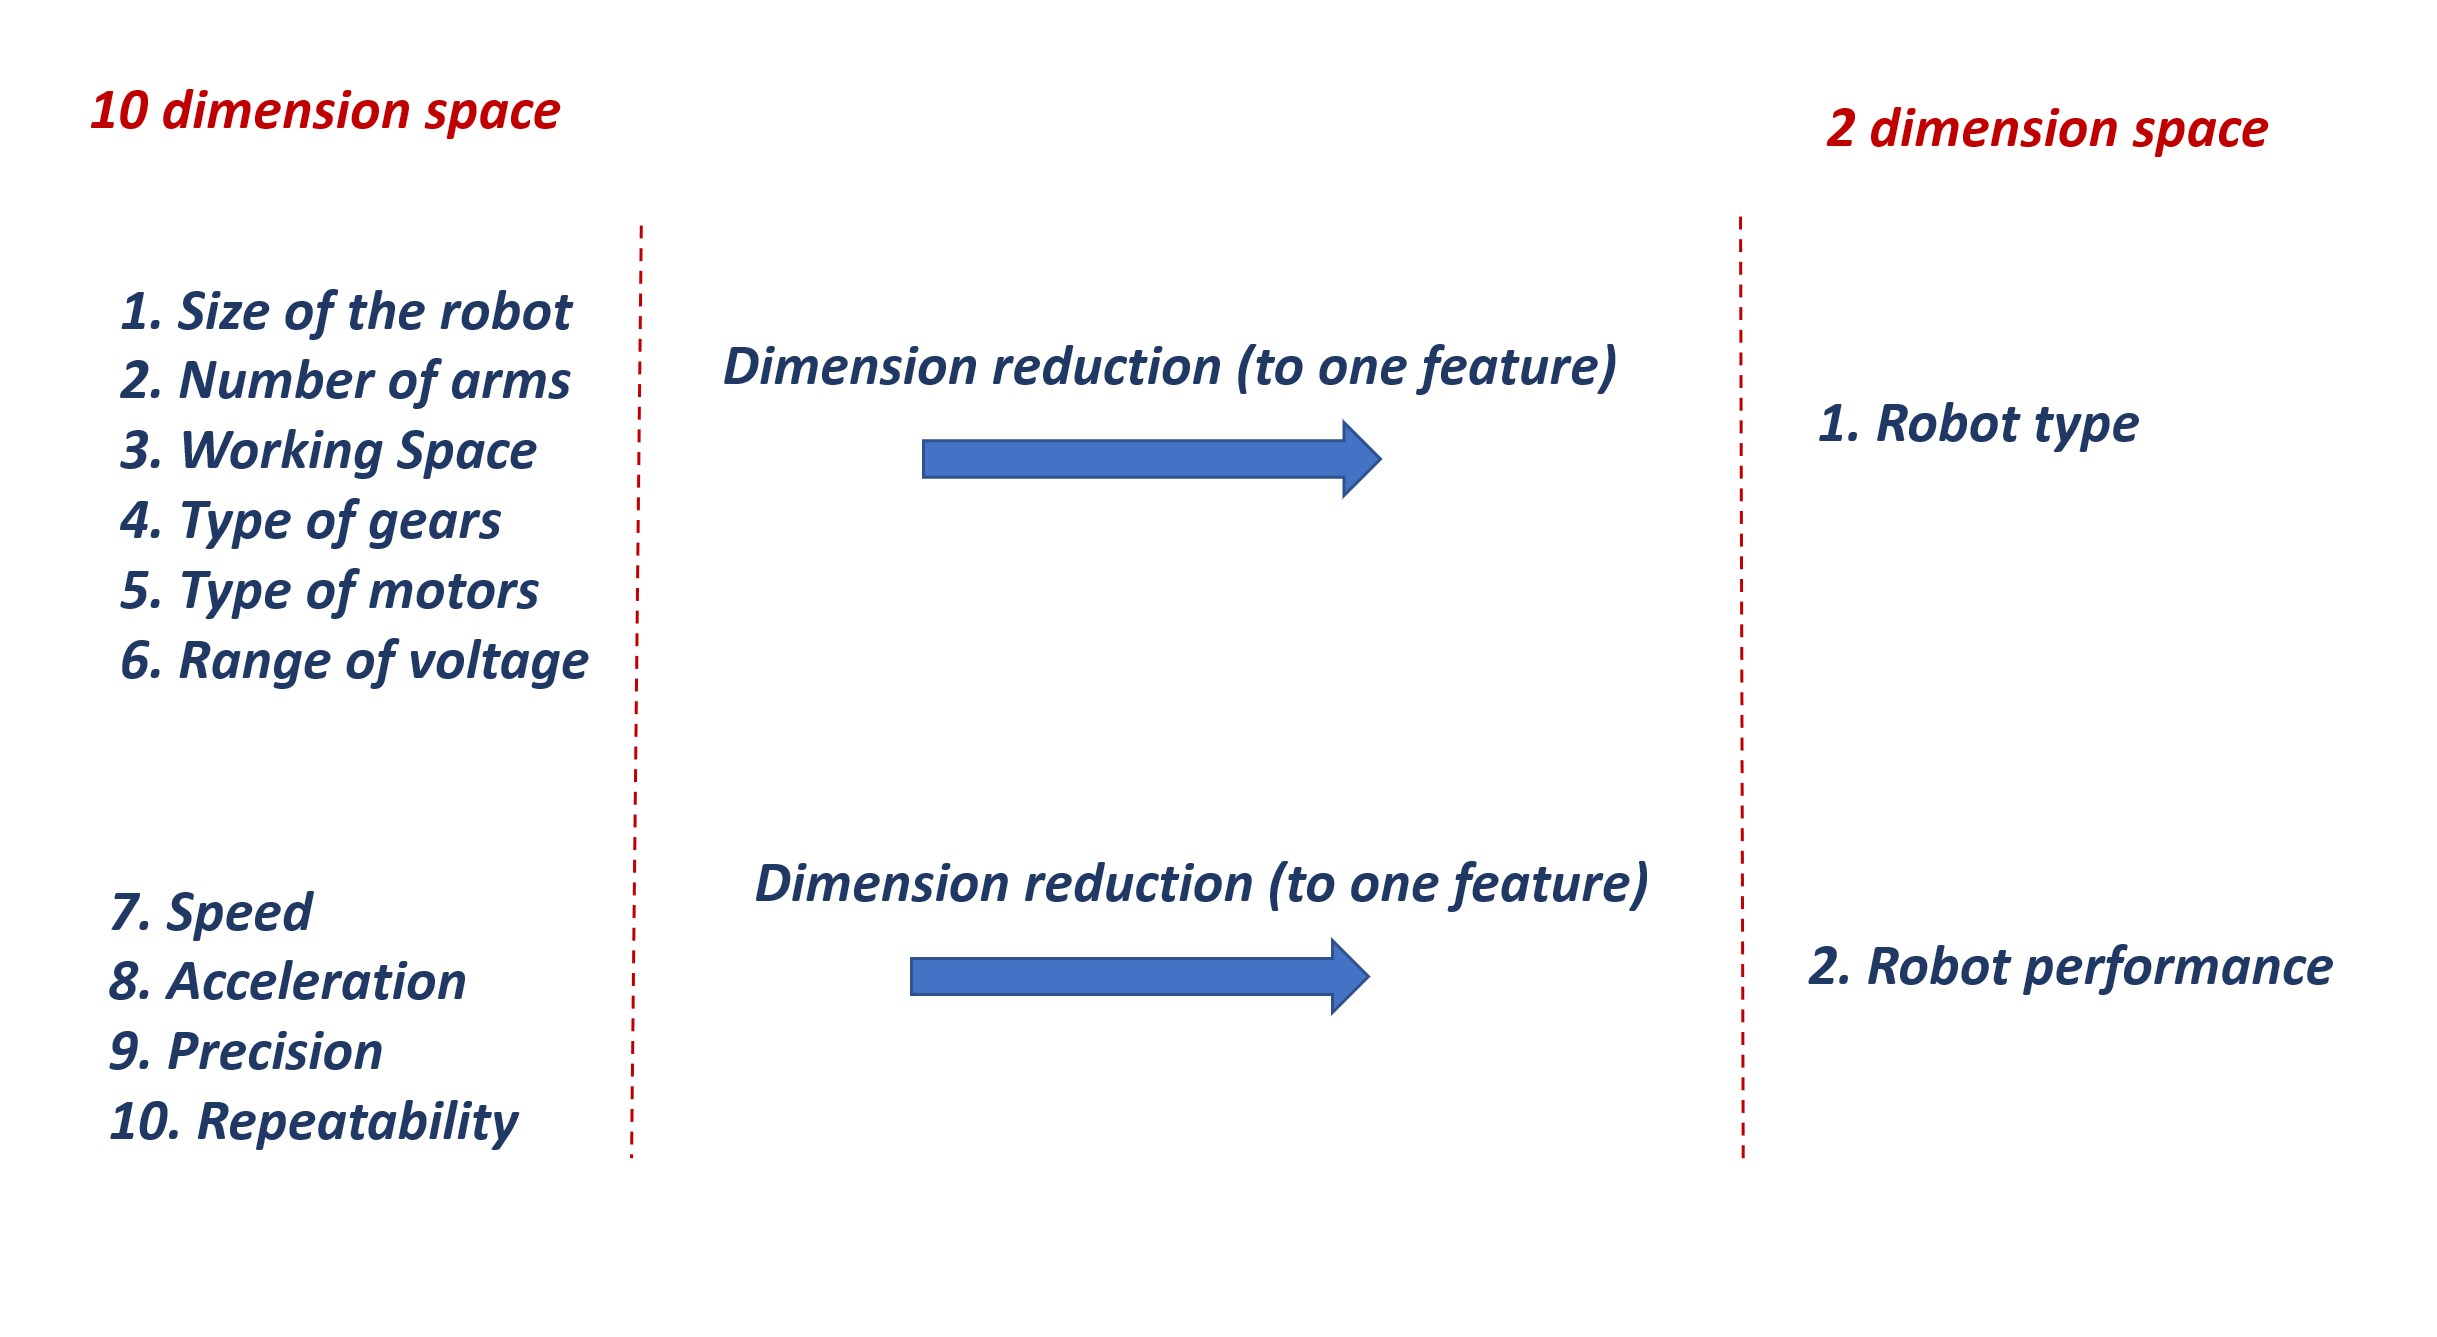 10 dimension space
2 dimension space
1. Size of the robot
2. Number of arms
3. Working Space
4. Type of gears
5. Type of motors
6. Range of voltage
Dimension reduction (to one feature)
1. Robot type
7. Speed
8. Acceleration
9. Precision
10. Repeatability
Dimension reduction (to one feature)
2. Robot performance